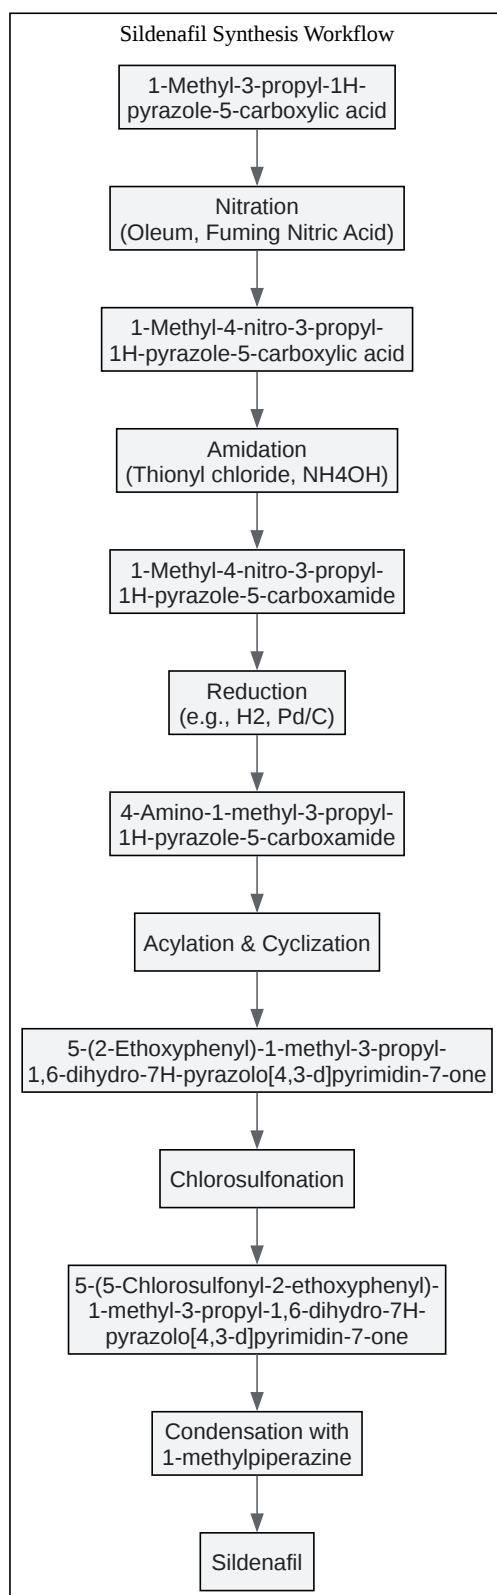 Sildenafil Synthesis Workflow
1-Methyl-3-propyl-1H-
pyrazole-5-carboxylic acid
Nitration
(Oleum, Fuming Nitric Acid)
1-Methyl-4-nitro-3-propyl-
1H-pyrazole-5-carboxylic acid
Amidation
(Thionyl chloride, NH4OH)
1-Methyl-4-nitro-3-propyl-
1H-pyrazole-5-carboxamide
Reduction
(e.g., H2, Pd/C)
4-Amino-1-methyl-3-propyl-
1H-pyrazole-5-carboxamide
Acylation & Cyclization
5-(2-Ethoxyphenyl)-1-methyl-3-propyl-
1,6-dihydro-7H-pyrazolo[4,3-d]pyrimidin-7-one
Chlorosulfonation
5-(5-Chlorosulfonyl-2-ethoxyphenyl)-
1-methyl-3-propyl-1,6-dihydro-7H-
pyrazolo[4,3-d]pyrimidin-7-one
Condensation with
1-methylpiperazine
Sildenafil